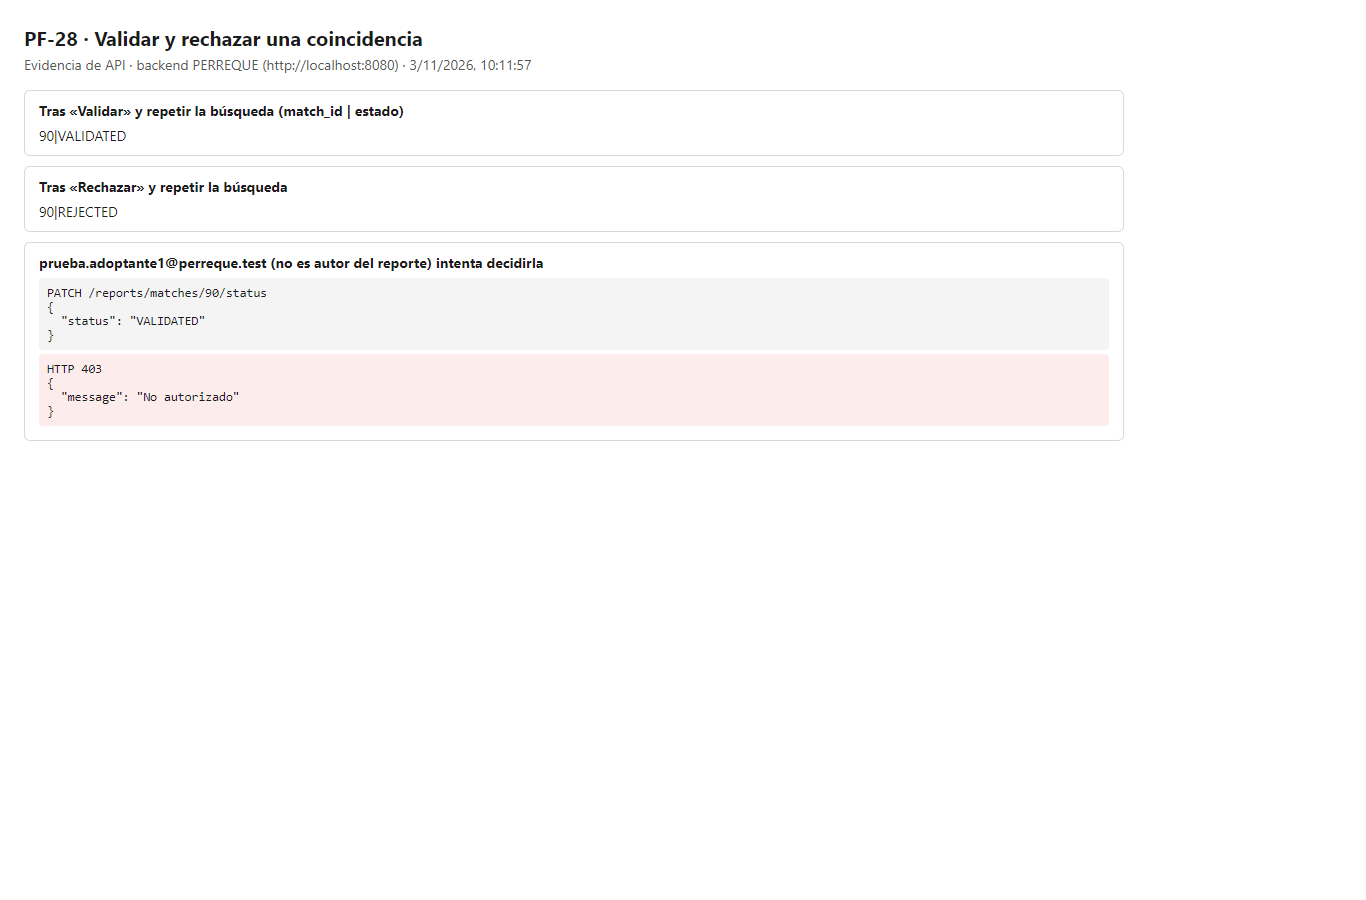 PF-28 · Validar y rechazar una coincidencia
Evidencia de API · backend PERREQUE (http://localhost:8080) · 3/11/2026, 10:11:57
Tras «Validar» y repetir la búsqueda (match_id | estado)
90|VALIDATED
Tras «Rechazar» y repetir la búsqueda
90|REJECTED
prueba.adoptante1@perreque.test (no es autor del reporte) intenta decidirla
PATCH /reports/matches/90/status
{
  "status": "VALIDATED"
}
HTTP 403
{
  "message": "No autorizado"
}